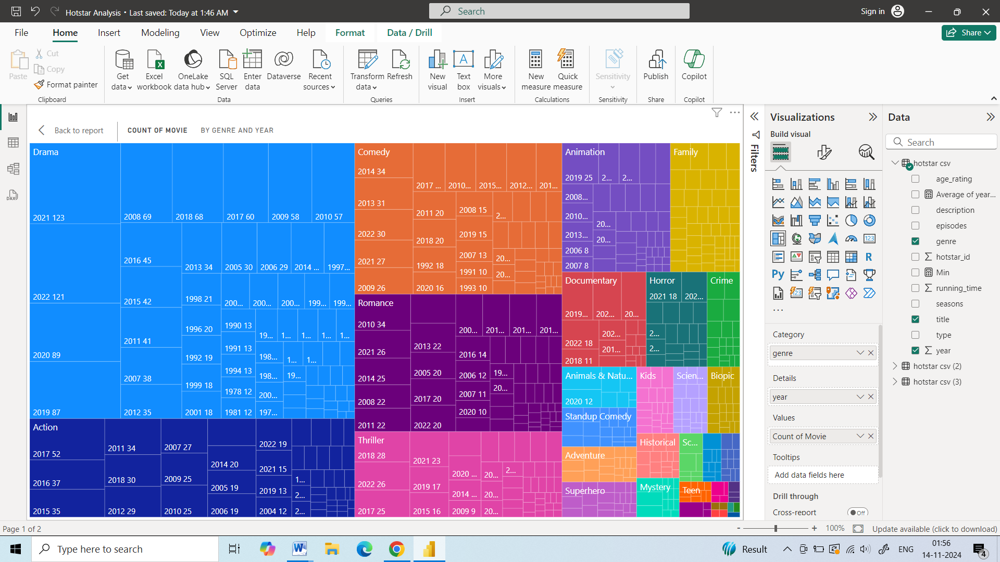 Hotstar Analysis • Last saved: Today at 1:46 AM
Search
Sign in
File
Home
Insert
Modeling
View
Optimize
Help
Format
Data / Drill
Share
Paste
Cut
Copy
Format painter
Clipboard
Get data
Excel workbook
OneLake data hub
SQL Server
Enter data
Dataverse
Recent sources
Data
Transform data
Refresh
Queries
New visual
Text box
More visuals
Insert
New measure
Quick measure
Calculations
Sensitivity
Sensitivity
Publish
Share
Copilot
Copilot
Back to report
COUNT OF MOVIE
BY GENRE AND YEAR
Drama
2021 123
2008 69
2018 68
2017 60
2009 58
2010 57
2022 121
2016 45
2013 34
2005 30
2006 29
2014 ...
1997...
2015 42
1998 21
200...
200...
200...
199...
199...
2020 89
2011 41
1996 20
1990 13
19...
1...
1...
1...
1...
1991 13
1992 19
198...
1...
1...
2019 87
2007 38
1994 13
198...
19...
1999 18
1978 12
200...
2012 35
2001 18
1981 12
197...
Action
2017 52
2011 34
2007 27
2022 19
2014 20
2021 15
2016 37
2018 30
2009 25
2005 19
2019 13
1...
2...
2015 35
2012 29
2010 25
2006 19
2004 12
2...
Comedy
2014 34
2017 ...
2010...
2015...
2012...
201...
2013 31
2011 20
2008 15
2...
2022 30
2018 20
2019 15
2021 27
1992 18
2007 13
20...
1991 10
20...
2009 26
2020 16
1993 10
Romance
2010 34
200...
201...
201...
201...
2021 26
2013 22
2016 14
2014 25
2005 20
2006 12
19...
2008 22
2017 20
2007 11
20...
2011 22
2022 20
2020 10
Thriller
2018 28
2021 23
2022 26
2019 17
2020 ...
20...
2...
2014 ...
20...
2017 25
2015 16
2009 9
20...
Animation
2019 25
2...
2...
2008...
2010...
20...
2013...
20...
2006 8
2007 8
Family
Documentary
2019...
202...
20...
2022 18
202...
201...
2018 11
Horror
2021 18
202...
2...
2...
Crime
Animals & Natu...
2020 12
Standup Comedy
Adventure
Superhero
Kids
Scien...
Biopic
Historical
Sc...
Mystery
Teen
Filters
Visualizations
Build visual
123
R
Py
123
Category
genre
Details
year
Values
Count of Movie
Tooltips
Add data fields here
Drill through
Cross-report
Off
Data
Search
hotstar csv
age_rating
Average of year...
description
episodes
genre
hotstar_id
Min
running_time
seasons
title
type
year
hotstar csv (2)
hotstar csv (3)
Page 1 of 2
- + 100%
Update available (click to download)
Type here to search
Result
ENG
01:56
14-11-2024
4